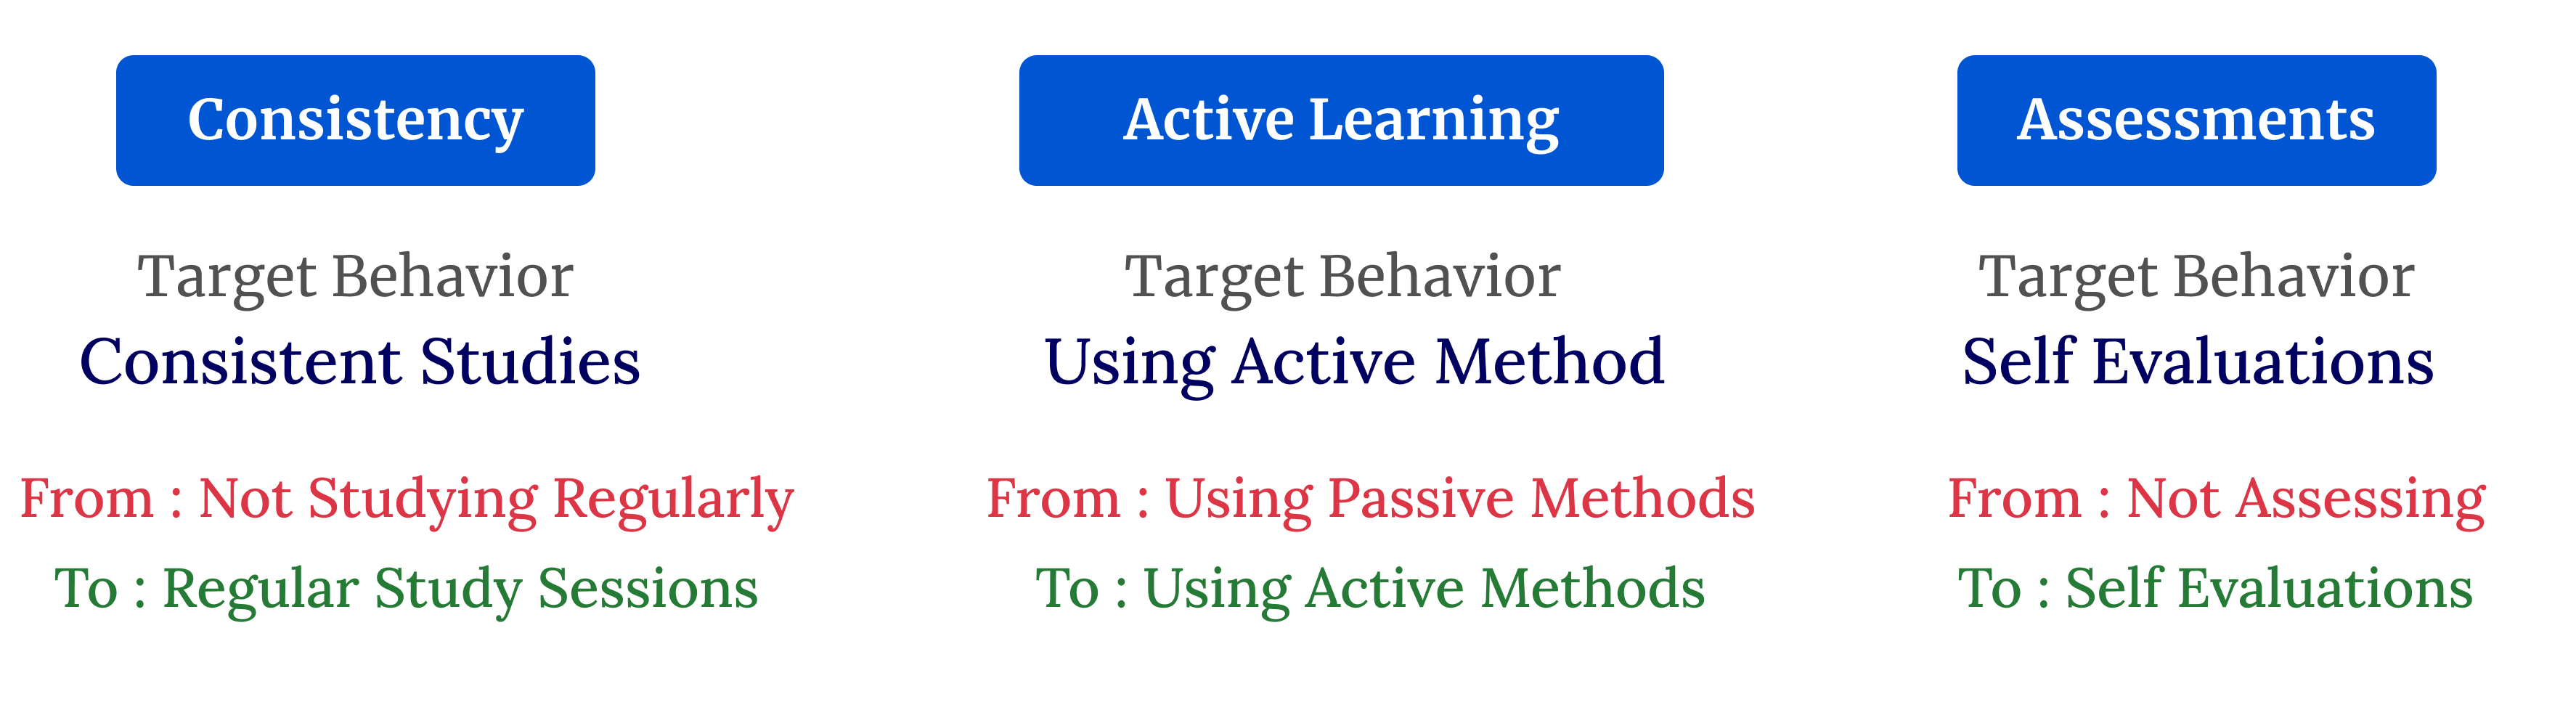 Consistency
Target Behavior
Consistent Studies
From : Not Studying Regularly
To : Regular Study Sessions
Active Learning
Target Behavior
Using Active Method
From : Using Passive Methods
To : Using Active Methods
Assessments
Target Behavior
Self Evaluations
From : Not Assessing
To : Self Evaluations